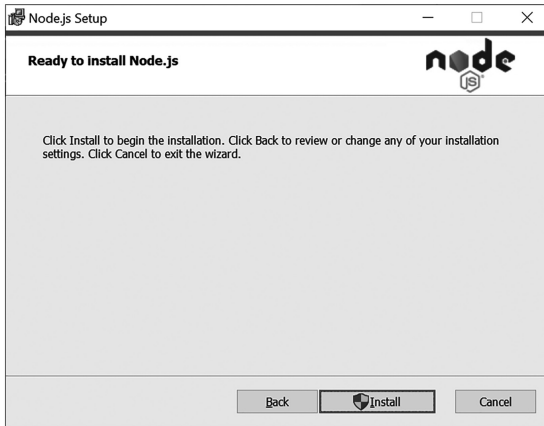 Node.js Setup
Ready to install Node.js
node
JS
Click Install to begin the installation. Click Back to review or change any of your installation
settings. Click Cancel to exit the wizard.
Back
Install
Cancel